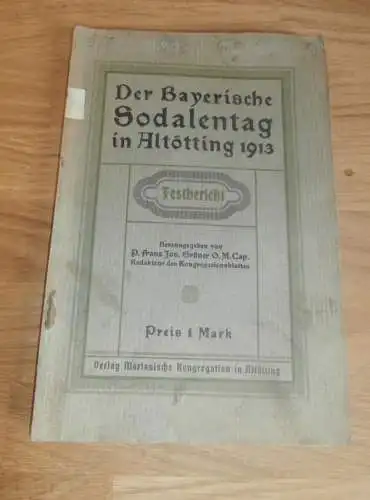 Der Bayerische
Sodalentag
in Altötting 1913
Festbericht
Herausgegeben von
P. Franz Jos. O. M. Cap.
Redakteur des Kongregationsblattes
Preis 1 Mark
Verlag Marianische Kongregation in Altötting